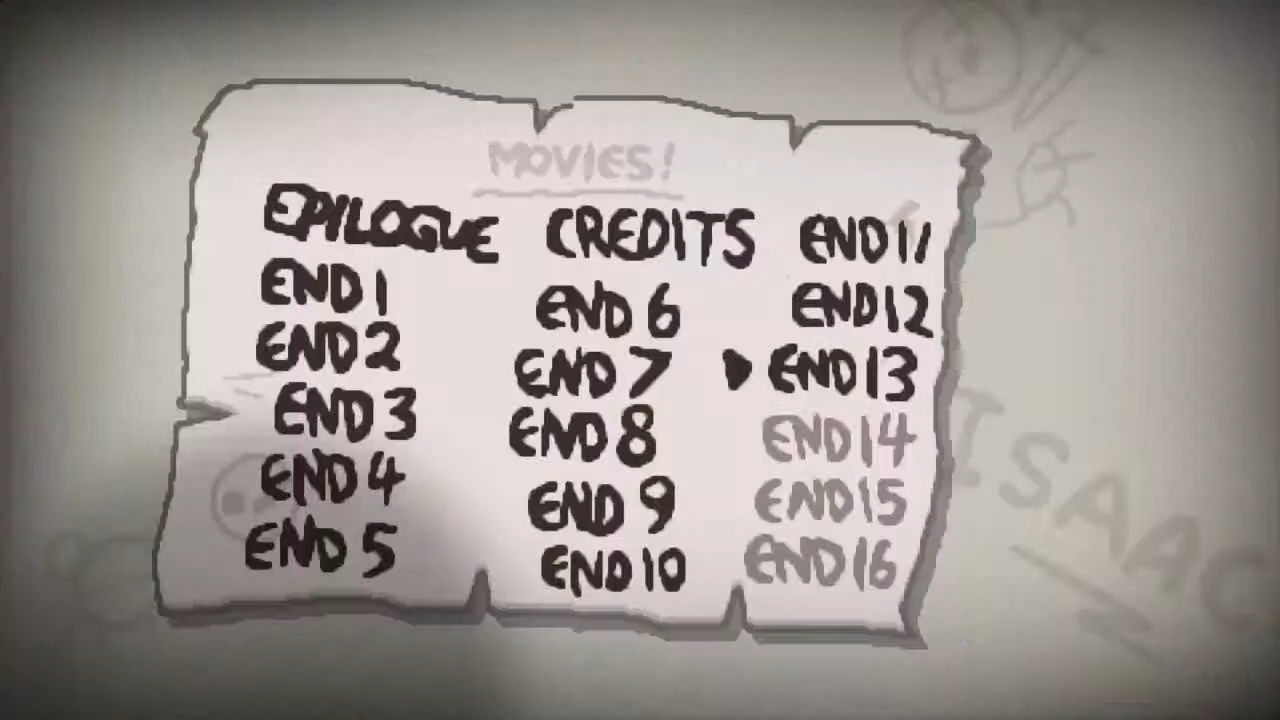 MOVIES!
EPILOGUE
END 1
END 2
END 3
END 4
END 5
CREDITS
END 6
END 7
END 8
END 9
END 10
END 11
END 12
END 13
END 14
END 15
END 16
ISAAC